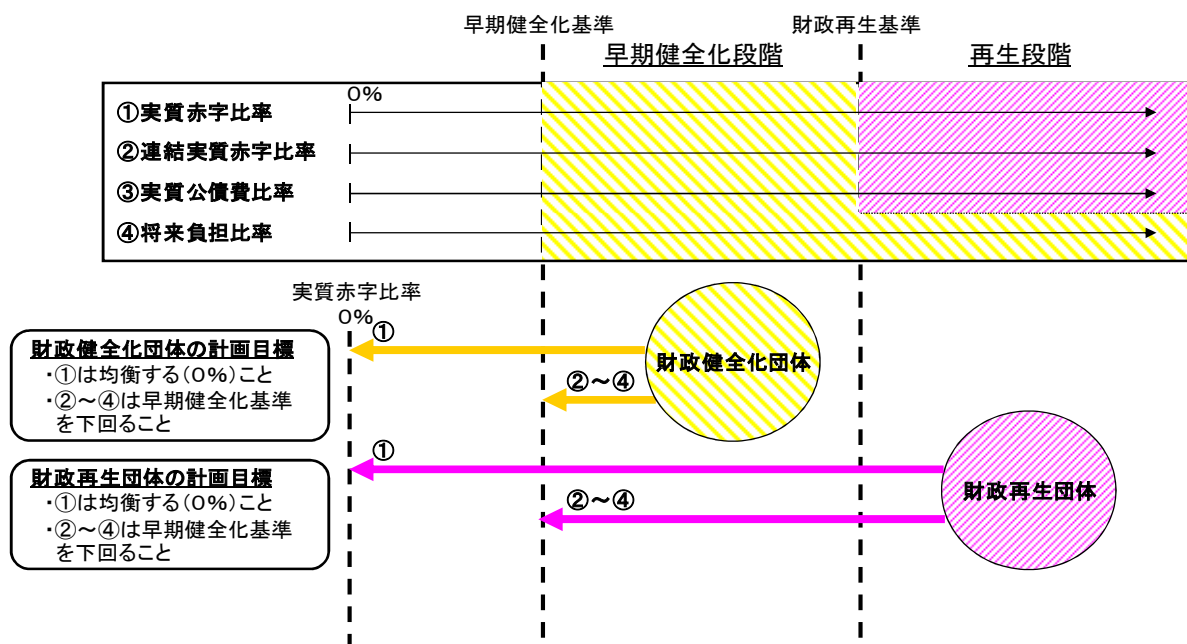 早期健全化基準
財政再生基準
早期健全化段階
再生段階
0%
①実質赤字比率
②連結実質赤字比率
③実質公債費比率
④将来負担比率
実質赤字比率
0%
財政健全化団体の計画目標
・①は均衡する(0%)こと
・②～④は早期健全化基準
を下回ること
①
②～④
財政健全化団体
財政再生団体の計画目標
・①は均衡する(0%)こと
・②～④は早期健全化基準
を下回ること
①
②～④
財政再生団体